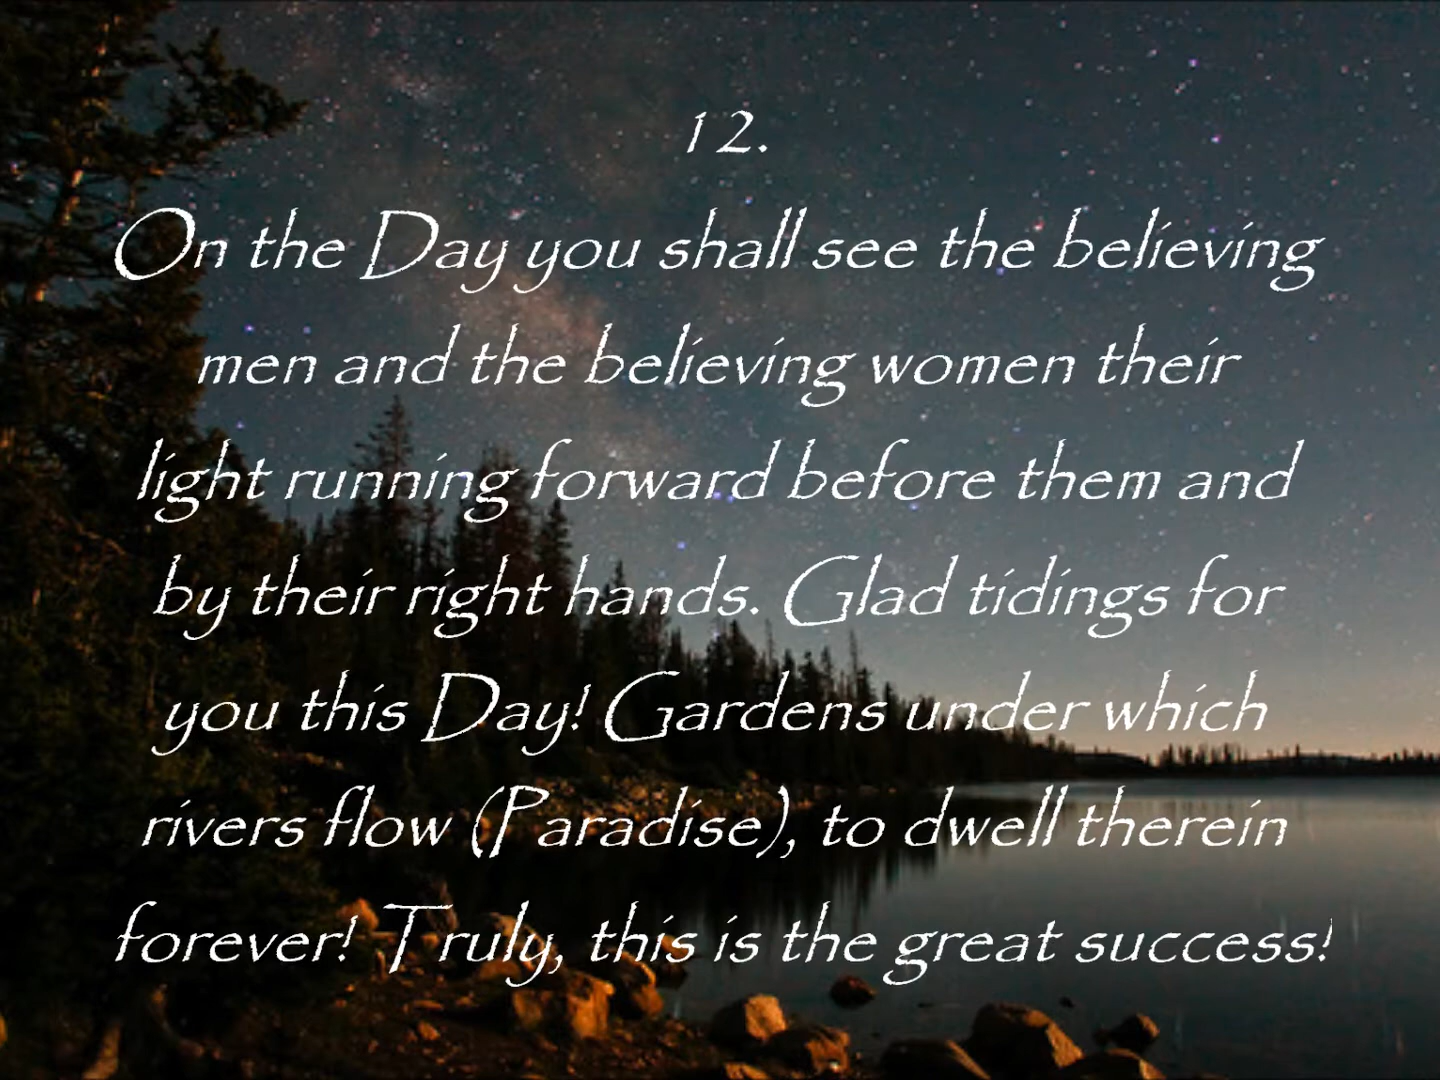 12.
On the Day you shall see the believing
men and the believing women their
light running forward before them and
by their right hands. Glad tidings for
you this Day! Gardens under which
rivers flow (Paradise), to dwell therein
forever! Truly, this is the great success!